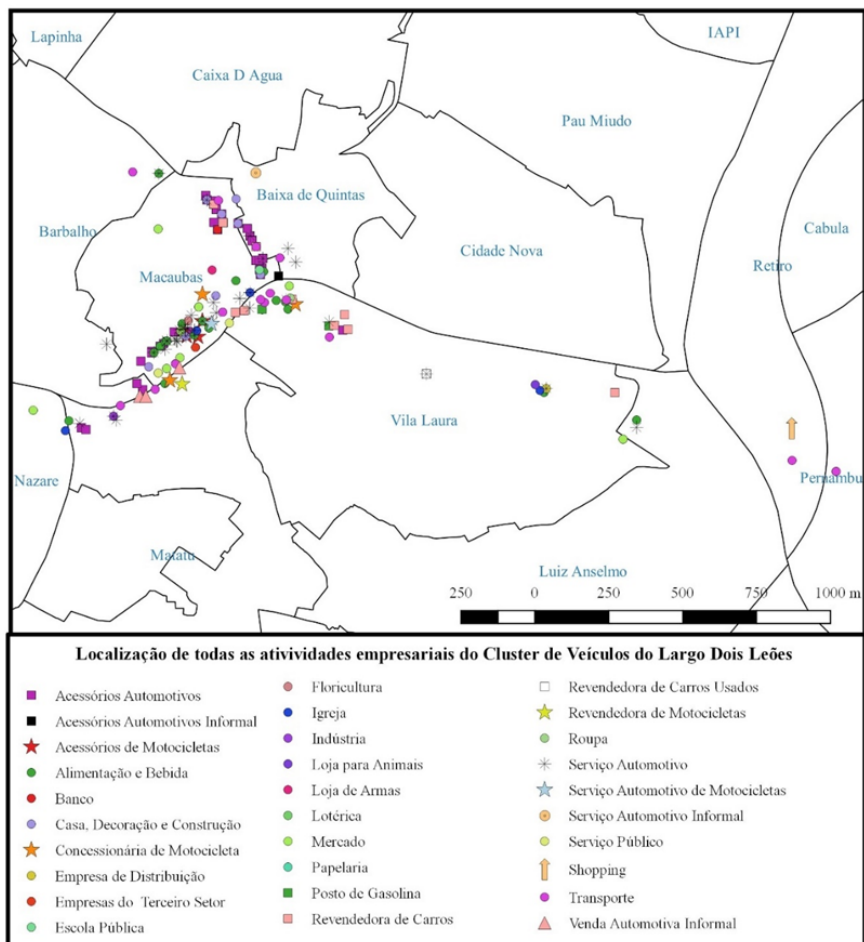 Lapinha
IAPI
Caixa D Agua
Pau Miudo
Baixa de Quintas
Barbalho
Cabula
Cidade Nova
Retiro
Macaubas
Vila Laura
Nazare
Pernambu
Matatu
Luiz Anselmo
250 0 250 500 750 1000 m
Localização de todas as ativividades empresariais do Cluster de Veículos do Largo Dois Leões
Acessórios Automotivos
Acessórios Automotivos Informal
Acessórios de Motocicletas
Alimentação e Bebida
Banco
Casa, Decoração e Construção
Concessionária de Motocicleta
Empresa de Distribuição
Empresas do Terceiro Setor
Escola Pública
Floricultura
Igreja
Indústria
Loja para Animais
Loja de Armas
Lotérica
Mercado
Papelaria
Posto de Gasolina
Revendedora de Carros
Revendedora de Carros Usados
Revendedora de Motocicletas
Roupa
Serviço Automotivo
Serviço Automotivo de Motocicletas
Serviço Automotivo Informal
Serviço Público
Shopping
Transporte
Venda Automotiva Informal